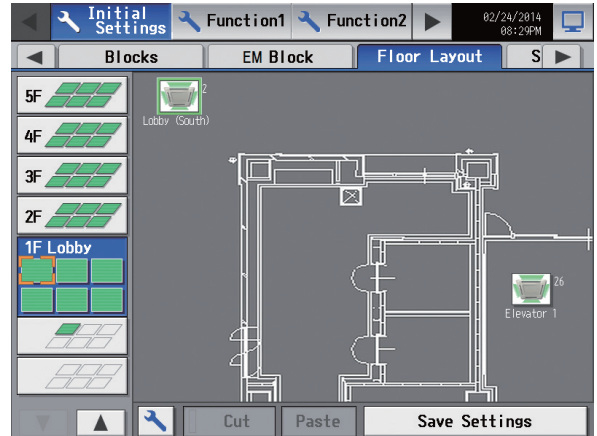 Initial
Settings
Function1
Function2
02/24/2014
08:29PM
Blocks
EM Block
Floor Layout
S
5F
4F
3F
2F
1F Lobby
2
Lobby (South)
26
Elevator 1
Cut
Paste
Save Settings